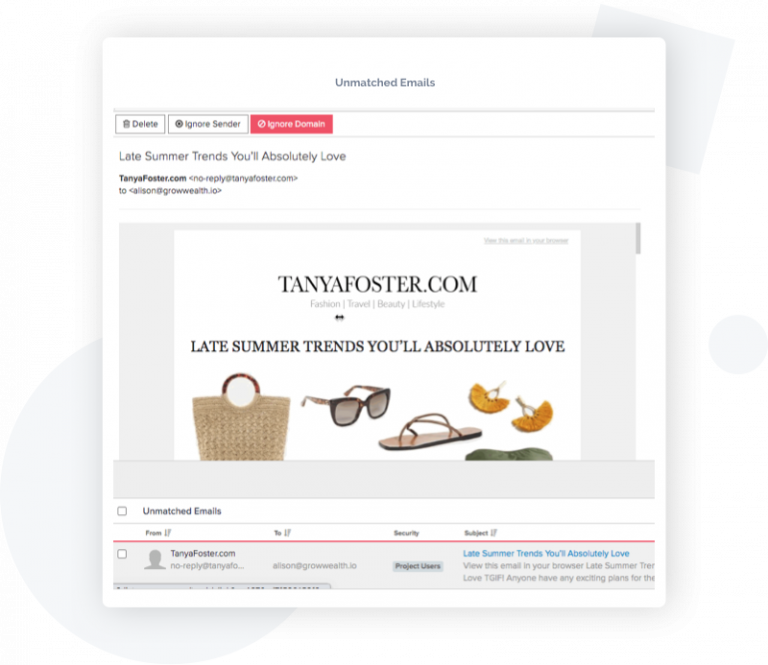 Unmatched Emails
Delete
Ignore Sender
Ignore Domain
Late Summer Trends You'll Absolutely Love
TanyaFoster.com <no-reply@tanyafoster.com>
to <alison@growwealth.io>
View this email in your browser
TANYAFOSTER.COM
Fashion | Travel | Beauty | Lifestyle
LATE SUMMER TRENDS YOU'LL ABSOLUTELY LOVE
Unmatched Emails
From To Security Subject
TanyaFoster.com
no-reply@tanyafo...
alison@growwealth.io
Project Users
Late Summer Trends You'll Absolutely Love
View this email in your browser Late Summer Tren
Love TGIF! Anyone have any exciting plans for the